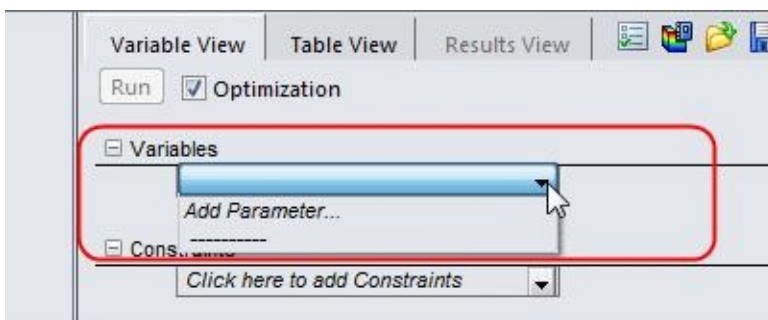 Variable View Table View Results View
Run Optimization
Variables
Add Parameter...
----------
Constraints
Click here to add Constraints